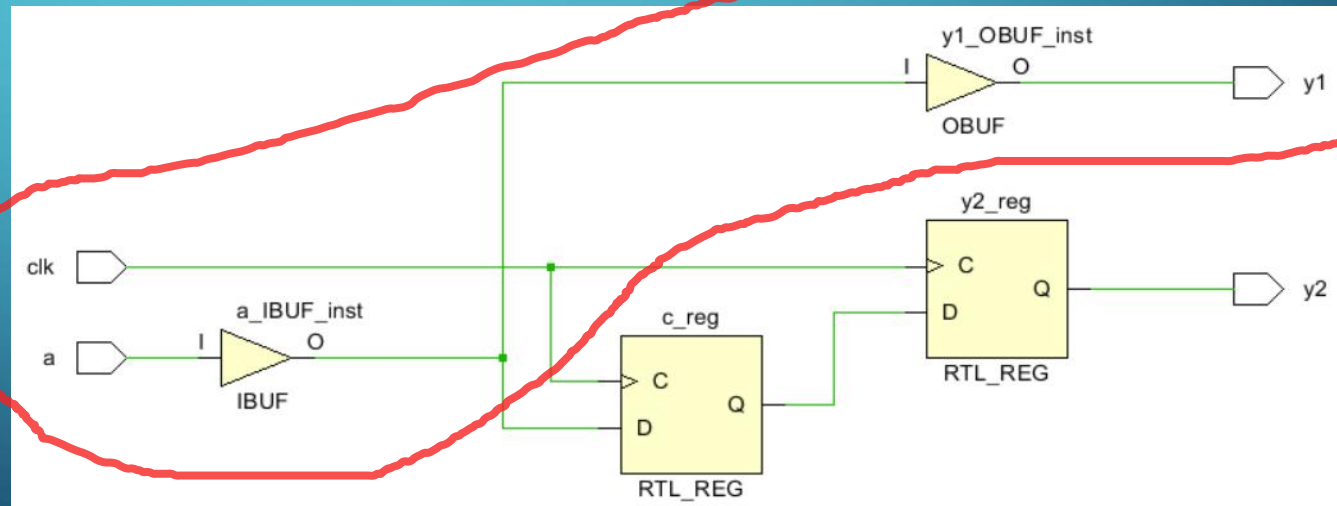 y1_OBUF_inst
I
O
y1
OBUF
y2_reg
clk
C
Q
y2
D
RTL_REG
a_IBUF_inst
a
I
O
IBUF
c_reg
C
Q
D
RTL_REG